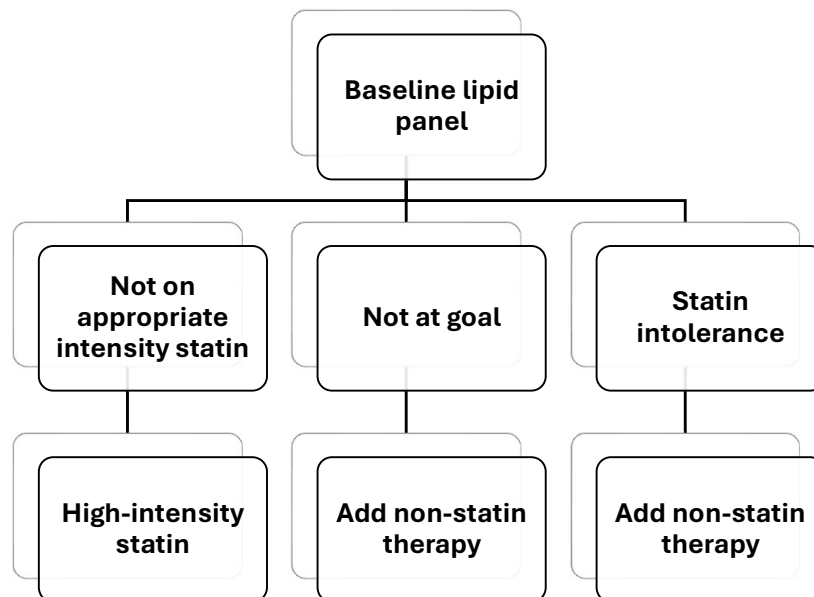 Baseline lipid
panel
Not on
appropriate
intensity statin
Not at goal
Statin
intolerance
High-intensity
statin
Add non-statin
therapy
Add non-statin
therapy